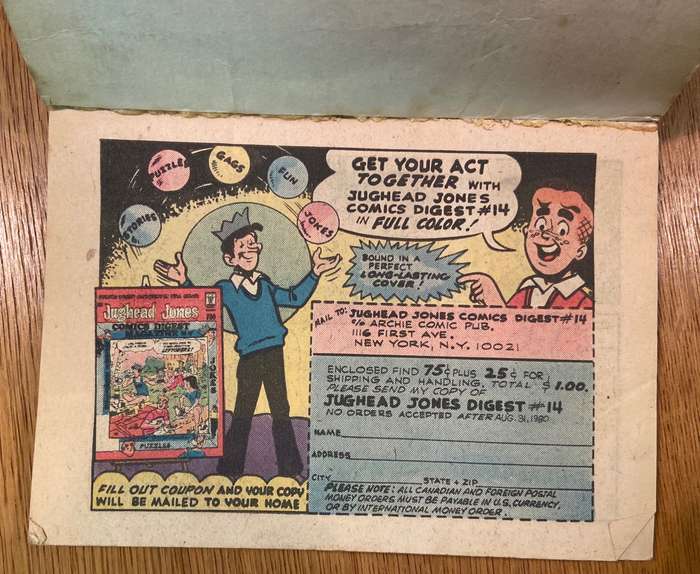 STORIES
PUZZLES
GAGS
FUN
JOKES
GET YOUR ACT
TOGETHER WITH
JUGHEAD JONES
COMICS DIGEST #14
IN FULL COLOR!
BOUND IN A
PERFECT
LONG-LASTING
COVER!
Jughead Jones
COMICS DIGEST
JOKES
PUZZLES
MAIL TO: JUGHEAD JONES COMICS DIGEST #14
% ARCHIE COMIC PUB.
1116 FIRST AVE.
NEW YORK, N.Y. 10021
ENCLOSED FIND 75¢ PLUS 25¢ FOR
SHIPPING AND HANDLING. TOTAL $1.00.
PLEASE SEND MY COPY OF
JUGHEAD JONES DIGEST #14
NO ORDERS ACCEPTED AFTER AUG. 31, 1980
NAME
ADDRESS
CITY STATE + ZIP
PLEASE NOTE: ALL CANADIAN AND FOREIGN POSTAL
MONEY ORDERS MUST BE PAYABLE IN U.S. CURRENCY,
OR BY INTERNATIONAL MONEY ORDER.
FILL OUT COUPON AND YOUR COPY
WILL BE MAILED TO YOUR HOME